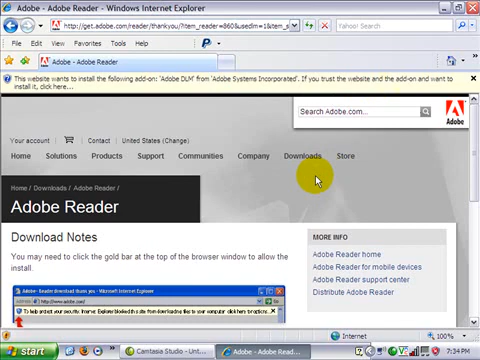 Adobe - Adobe Reader - Windows Internet Explorer
http://get.adobe.com/reader/thankyou/?
Yahoo! Search
File Edit View Favorites Tools Help
Adobe - Adobe Reader
This website wants to install the following add-on: 'Adobe DLM' from 'Adobe Systems Incorporated'. If you trust the website and the add-on and want to
install it, click here...
Search Adobe.com...
Adobe
Your account Contact United States (Change)
Home Solutions Products Support Communities Company Downloads Store
Home / Downloads / Adobe Reader /
Adobe Reader
Download Notes
You may need to click the gold bar at the top of the browser window to allow the
install.
MORE INFO
Adobe Reader home
Adobe Reader for mobile devices
Adobe Reader support center
Distribute Adobe Reader
Address http://www.adobe.com/
Internet 100%
start Camtasia Studio - Unt... Adobe - Adobe Read... 7:34 PM